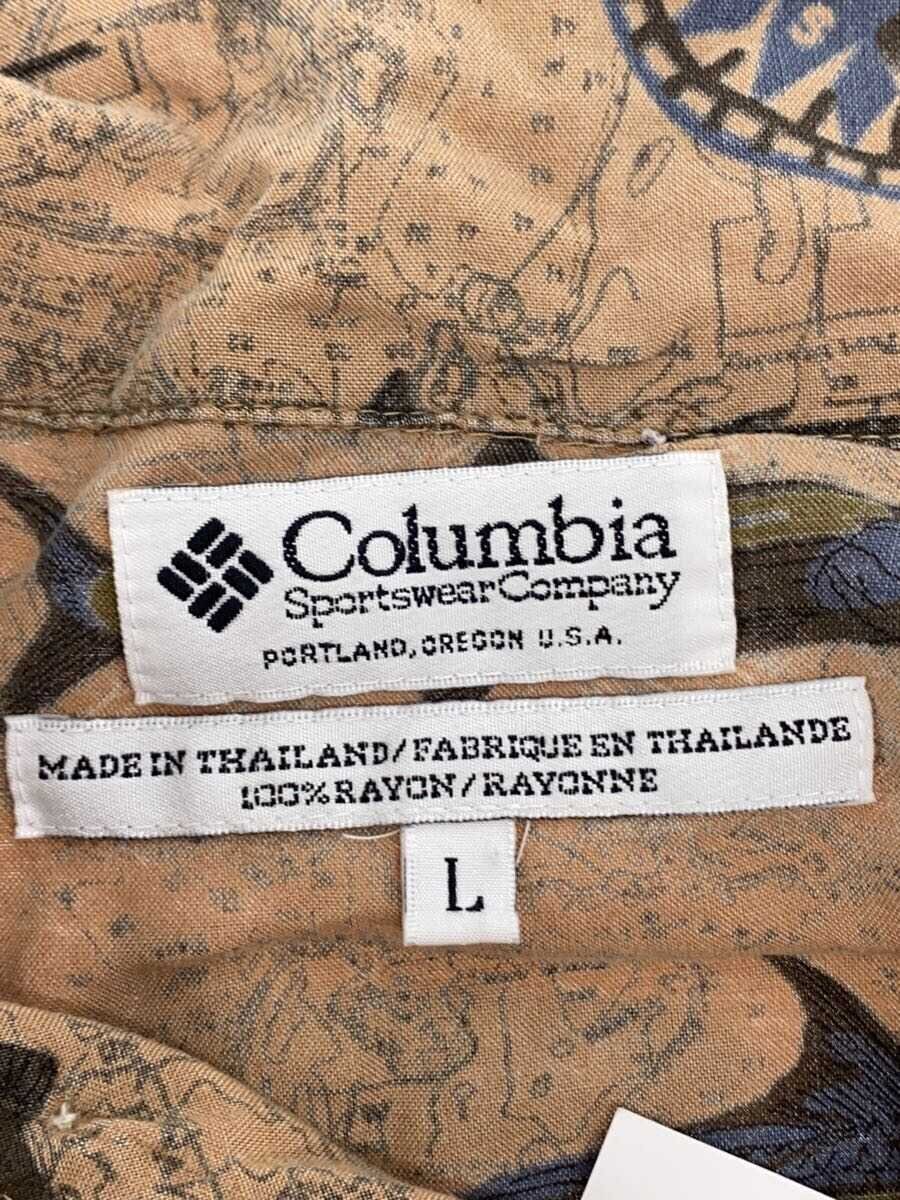 S
Columbia
Sportswear Company
PORTLAND, OREGON U.S.A.
MADE IN THAILAND/FABRIQUE EN THAILANDE
100% RAYON/RAYONNE
L